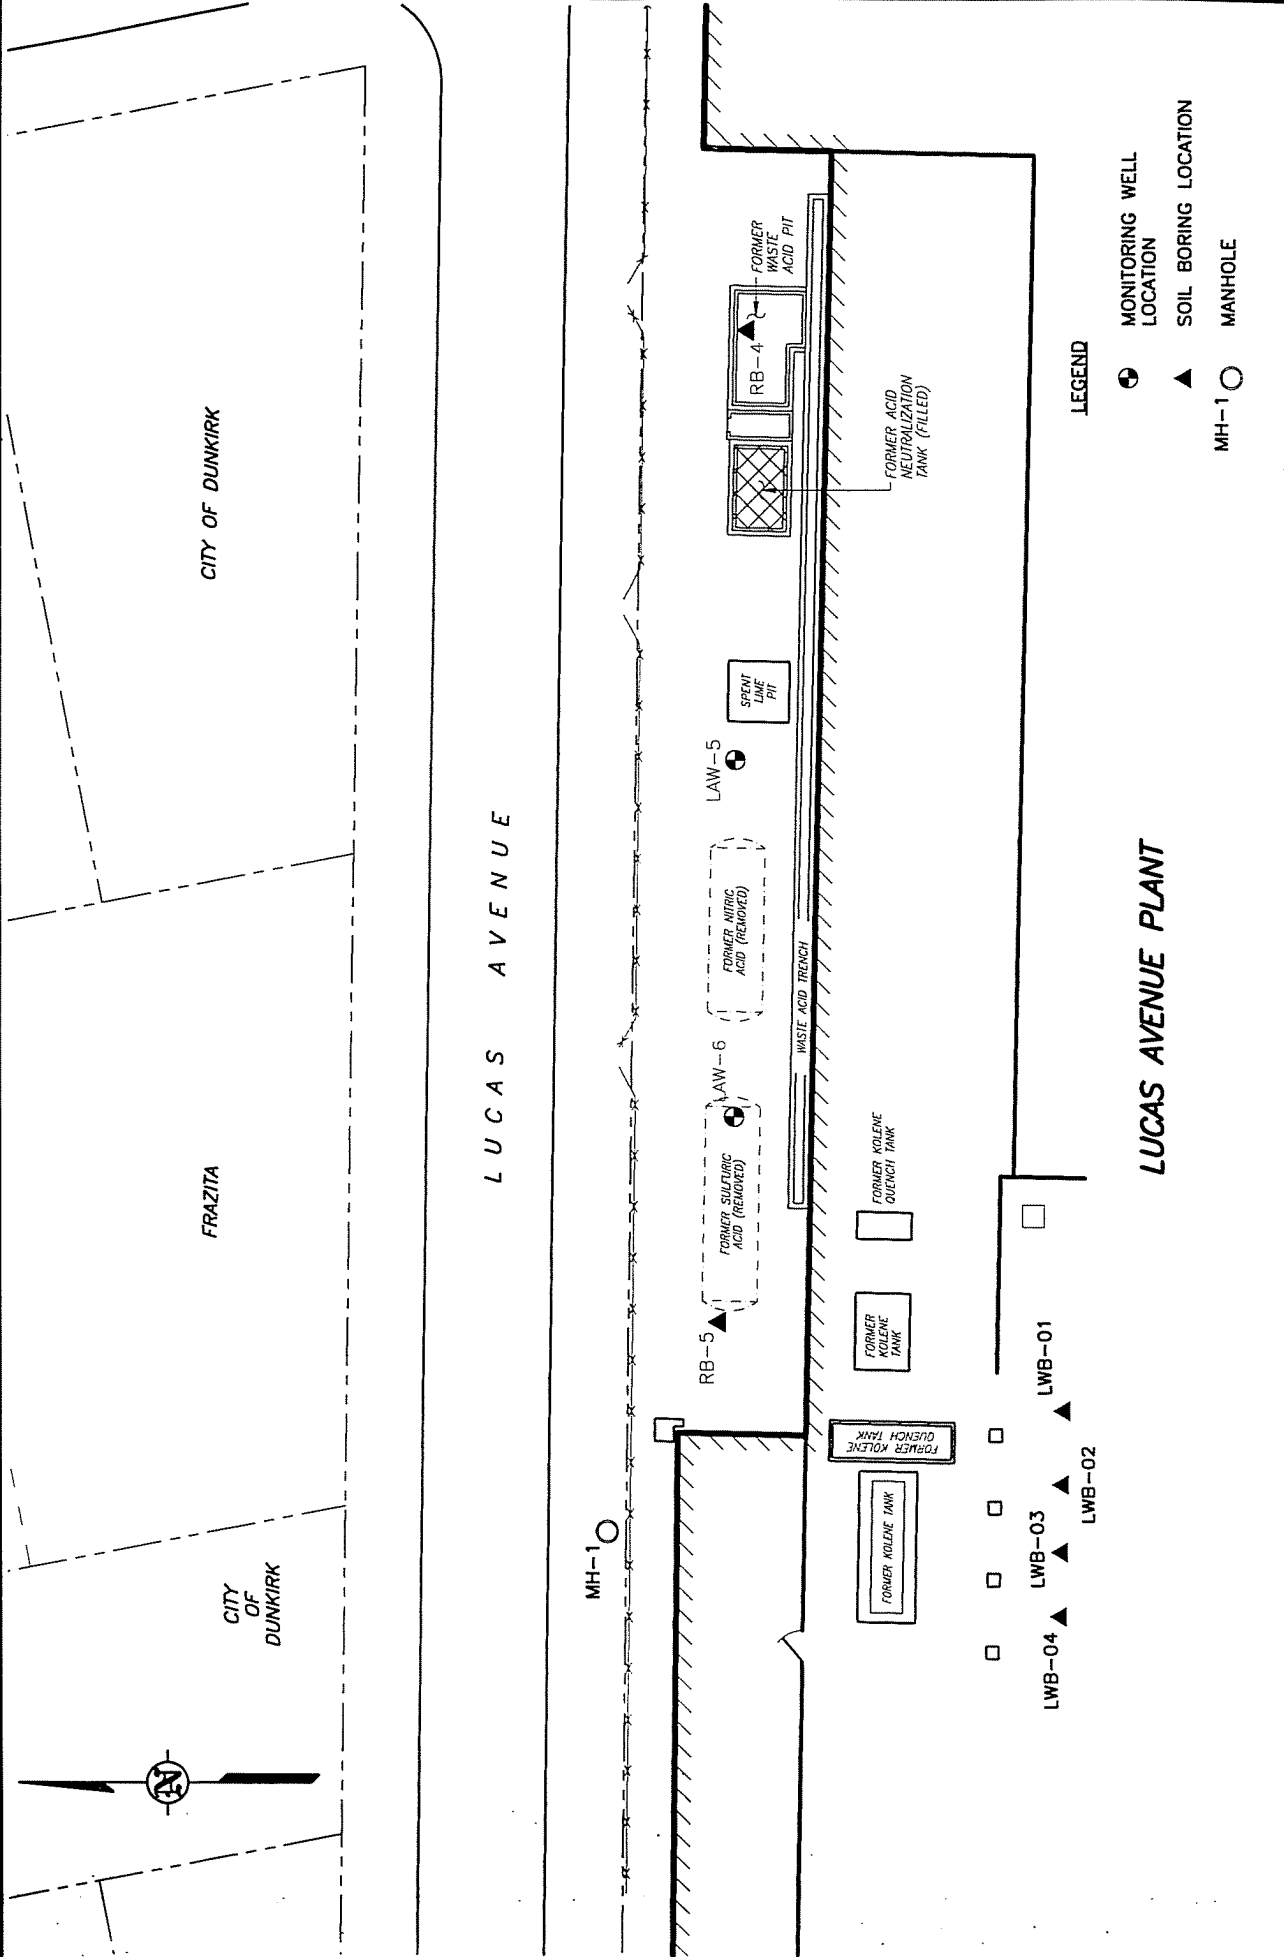 CITY OF DUNKIRK
FRAZITA
CITY
OF
DUNKIRK
N
LUCAS AVENUE
MH-1
RB-5
FORMER SULFURIC
ACID (REMOVED)
LAW-6
FORMER NITRIC
ACID (REMOVED)
LAW-5
SPENT
LIME
PIT
RB-4
FORMER
WASTE
ACID PIT
WASTE ACID TRENCH
FORMER ACID
NEUTRALIZATION
TANK (FILLED)
FORMER KOLENE TANK
FORMER KOLENE
QUENCH TANK
FORMER
KOLENE
TANK
FORMER KOLENE
QUENCH TANK
LWB-04
LWB-03
LWB-02
LWB-01
LUCAS AVENUE PLANT
LEGEND
MONITORING WELL
LOCATION
SOIL BORING LOCATION
MH-1
MANHOLE